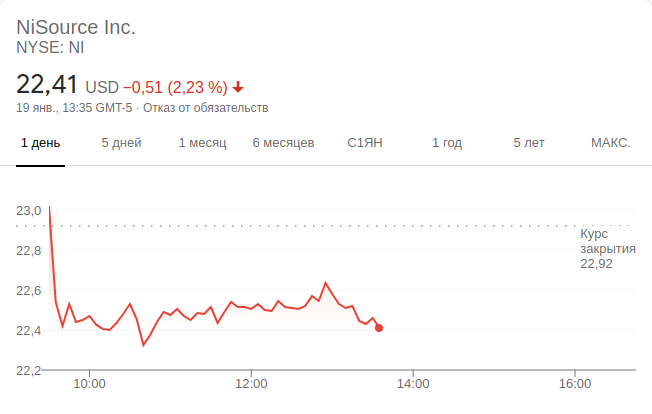 NiSource Inc.
NYSE: NI
22,41 USD −0,51 (2,23 %)
19 янв., 13:35 GMT-5 · Отказ от обязательств
1 день 5 дней 1 месяц 6 месяцев С1ЯН 1 год 5 лет МАКС.
23,0
Курс
закрытия
22,92
22,8
22,6
22,4
22,2
10:00 12:00 14:00 16:00